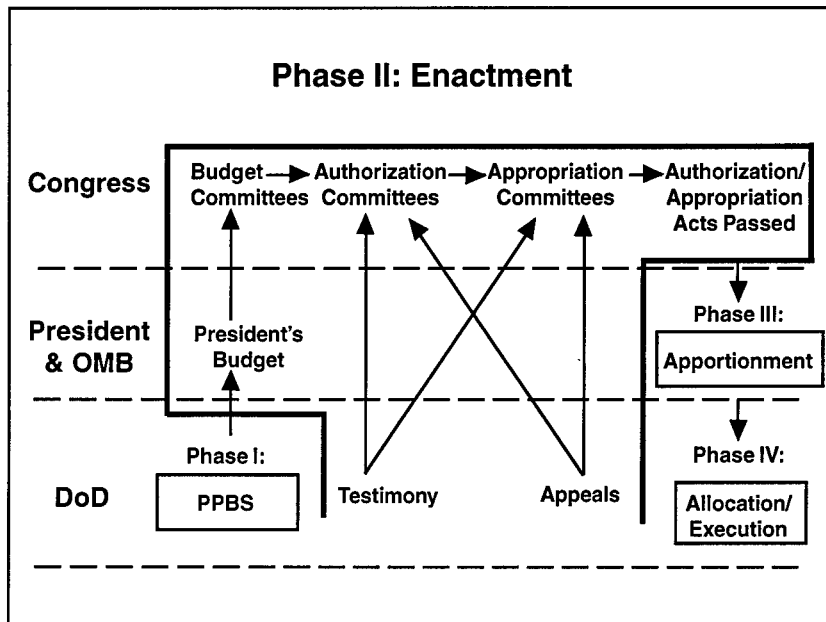 Phase II: Enactment
Congress
Budget
Committees
Authorization
Committees
Appropriation
Committees
Authorization/
Appropriation
Acts Passed
President
& OMB
President's
Budget
Phase III:
Apportionment
DoD
Phase I:
PPBS
Testimony
Appeals
Phase IV:
Allocation/
Execution